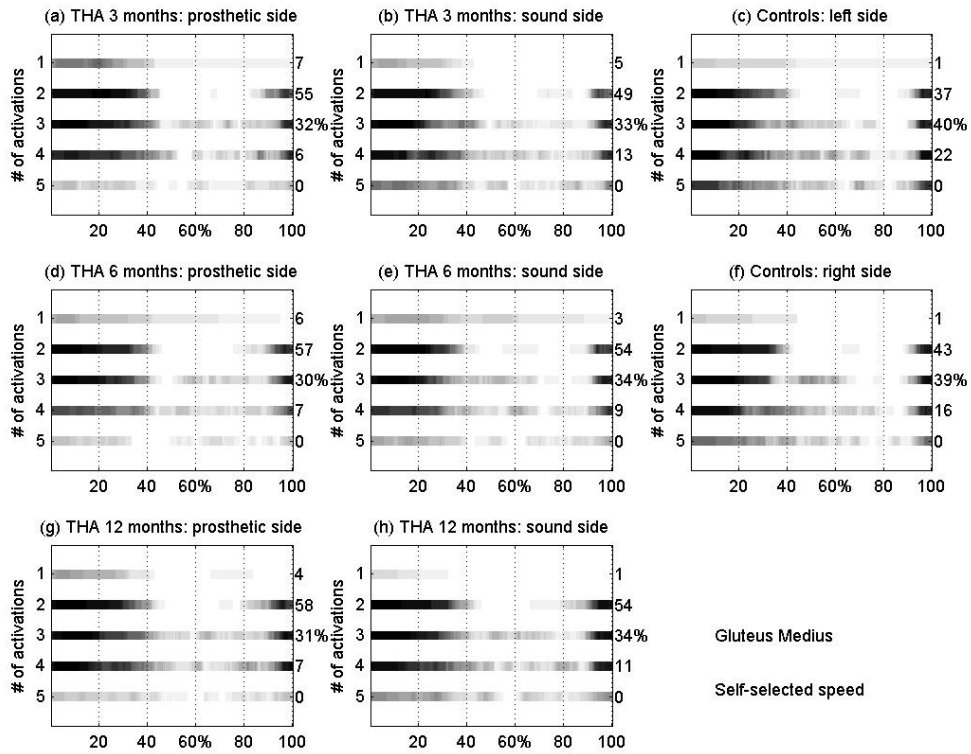 (a) THA 3 months: prosthetic side
# of activations
1 7
2 55
3 32%
4 6
5 0
20 40 60% 80 100
(b) THA 3 months: sound side
# of activations
1 5
2 49
3 33%
4 13
5 0
20 40 60% 80 100
(c) Controls: left side
# of activations
1 1
2 37
3 40%
4 22
5 0
20 40 60% 80 100
(d) THA 6 months: prosthetic side
# of activations
1 6
2 57
3 30%
4 7
5 0
20 40 60% 80 100
(e) THA 6 months: sound side
# of activations
1 3
2 54
3 34%
4 9
5 0
20 40 60% 80 100
(f) Controls: right side
# of activations
1 1
2 43
3 39%
4 16
5 0
20 40 60% 80 100
(g) THA 12 months: prosthetic side
# of activations
1 4
2 58
3 31%
4 7
5 0
20 40 60% 80 100
(h) THA 12 months: sound side
# of activations
1 1
2 54
3 34%
4 11
5 0
20 40 60% 80 100
Gluteus Medius
Self-selected speed